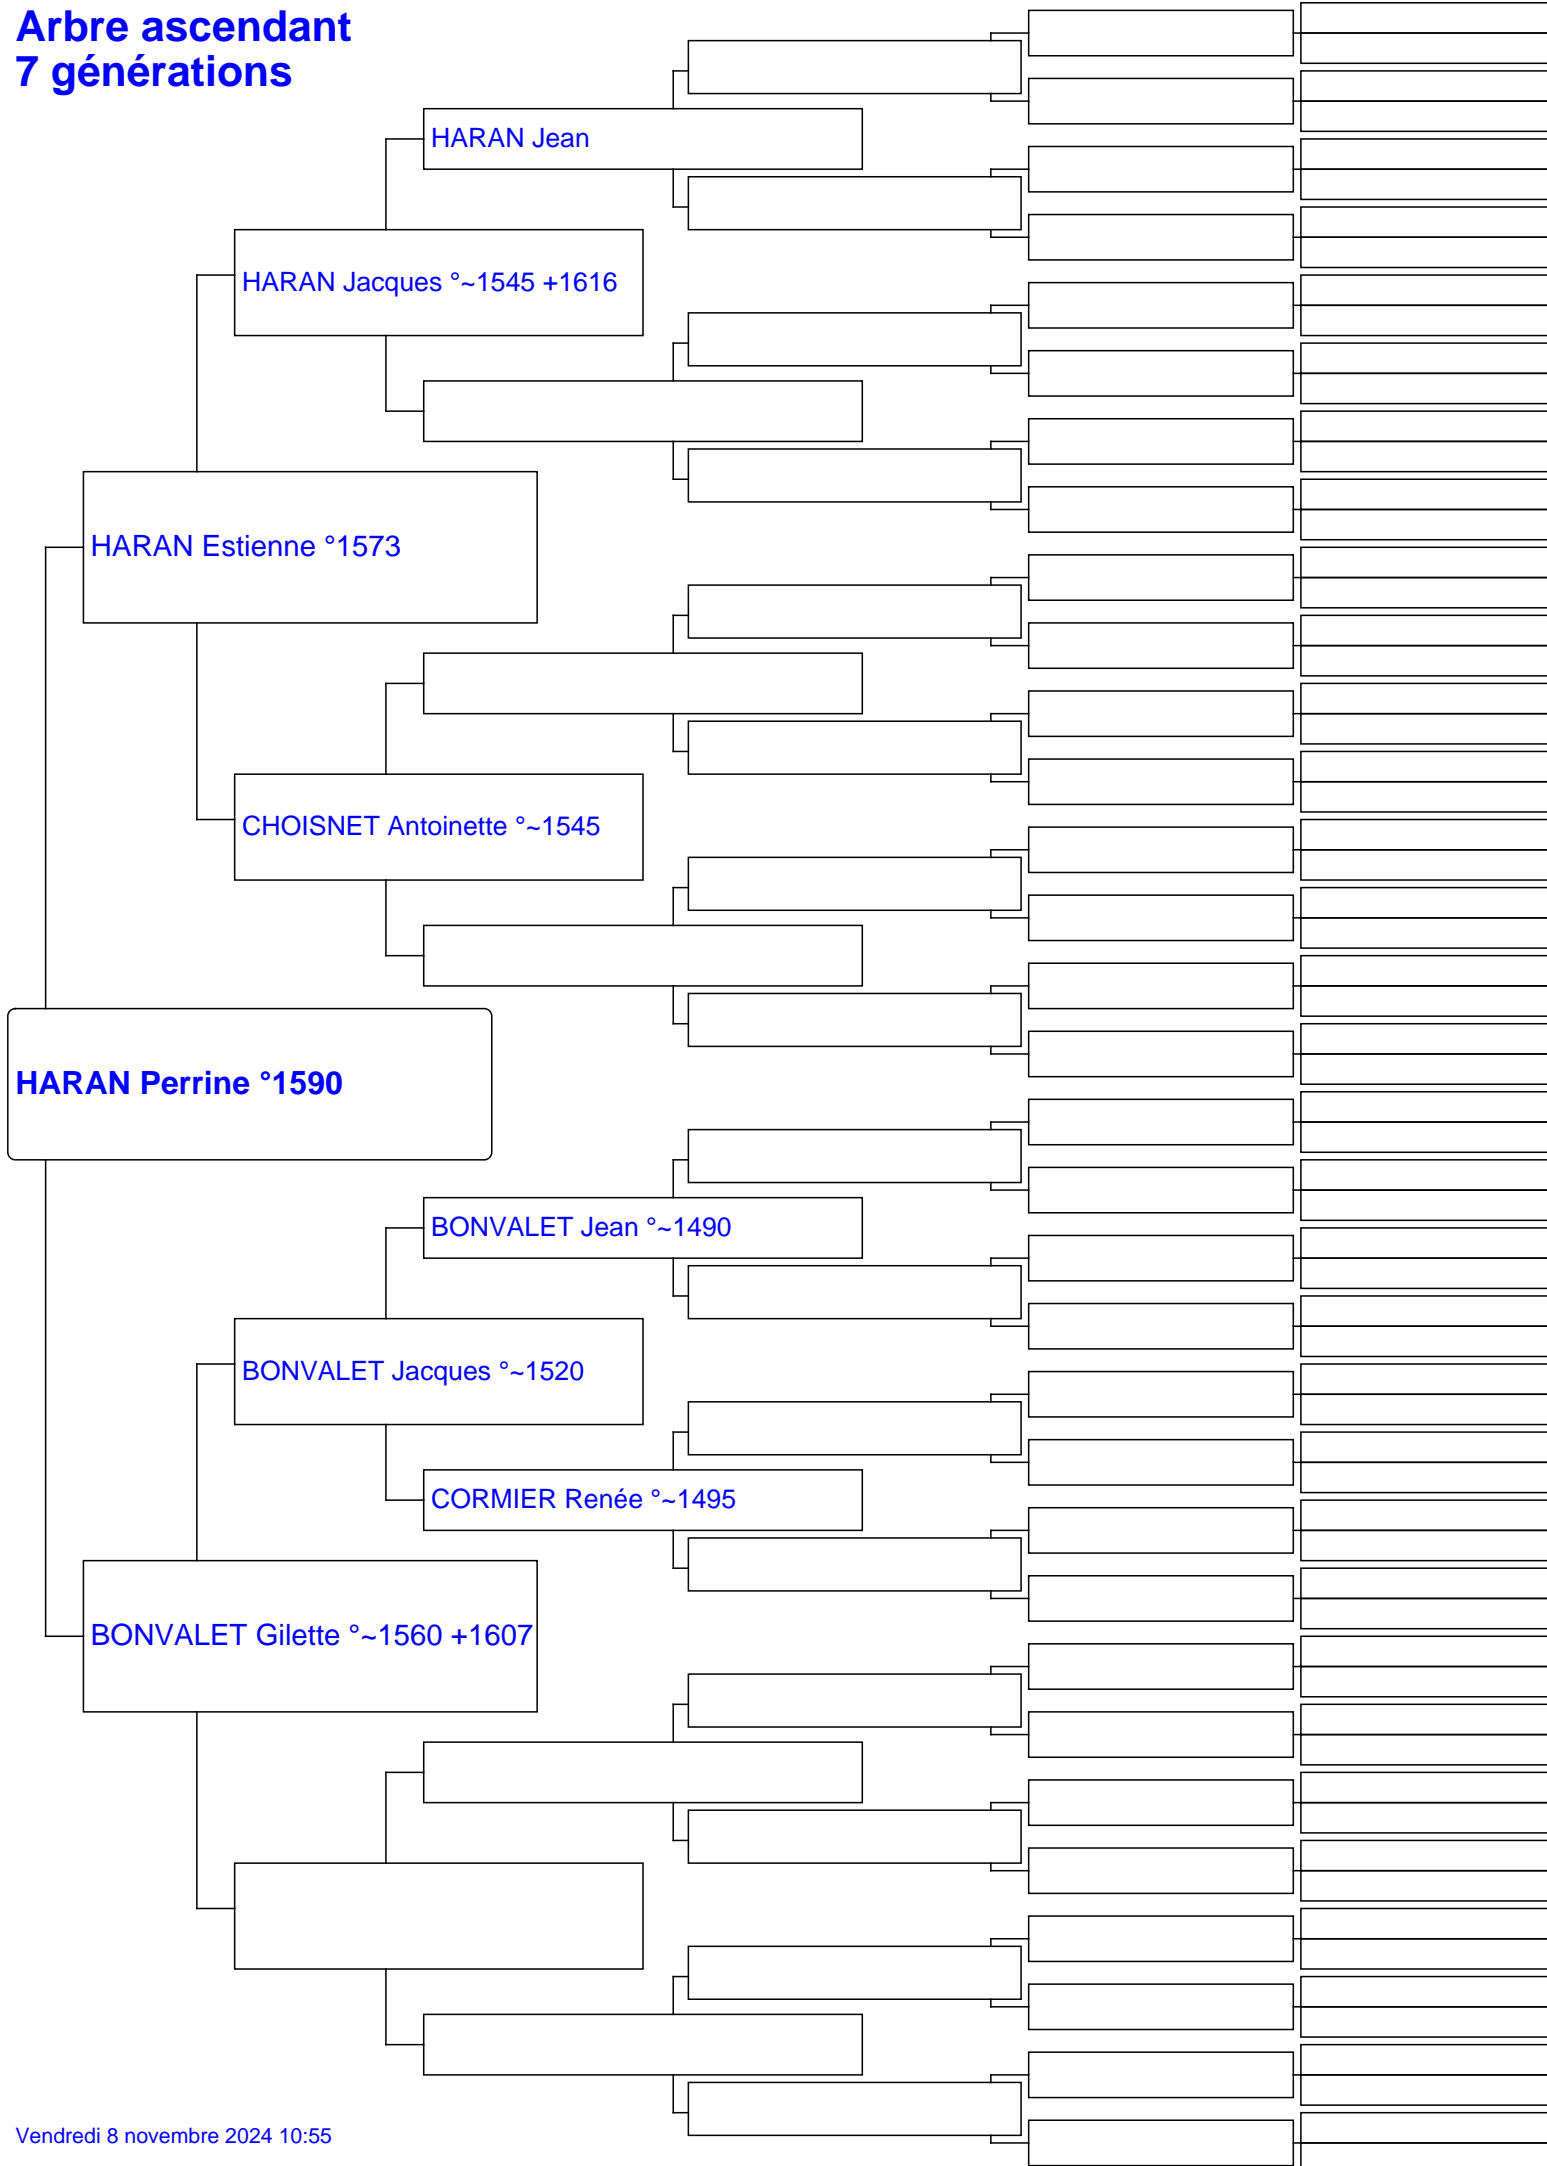 Arbre ascendant
7 générations
HARAN Jean
HARAN Jacques °~1545 +1616
HARAN Estienne °1573
CHOISNET Antoinette °~1545
HARAN Perrine °1590
BONVALET Jean °~1490
BONVALET Jacques °~1520
CORMIER Renée °~1495
BONVALET Gilette °~1560 +1607
Vendredi 8 novembre 2024 10:55